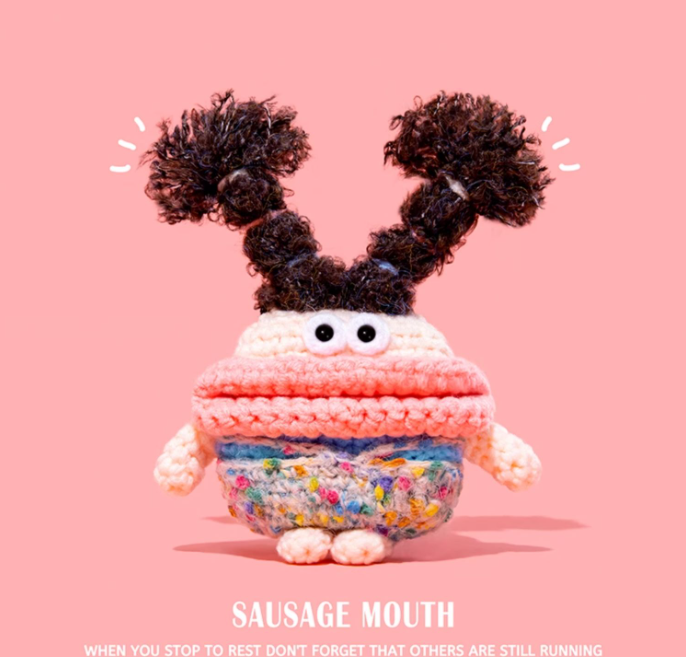 SAUSAGE MOUTH
WHEN YOU STOP TO REST DON'T FORGET THAT OTHERS ARE STILL RUNNING